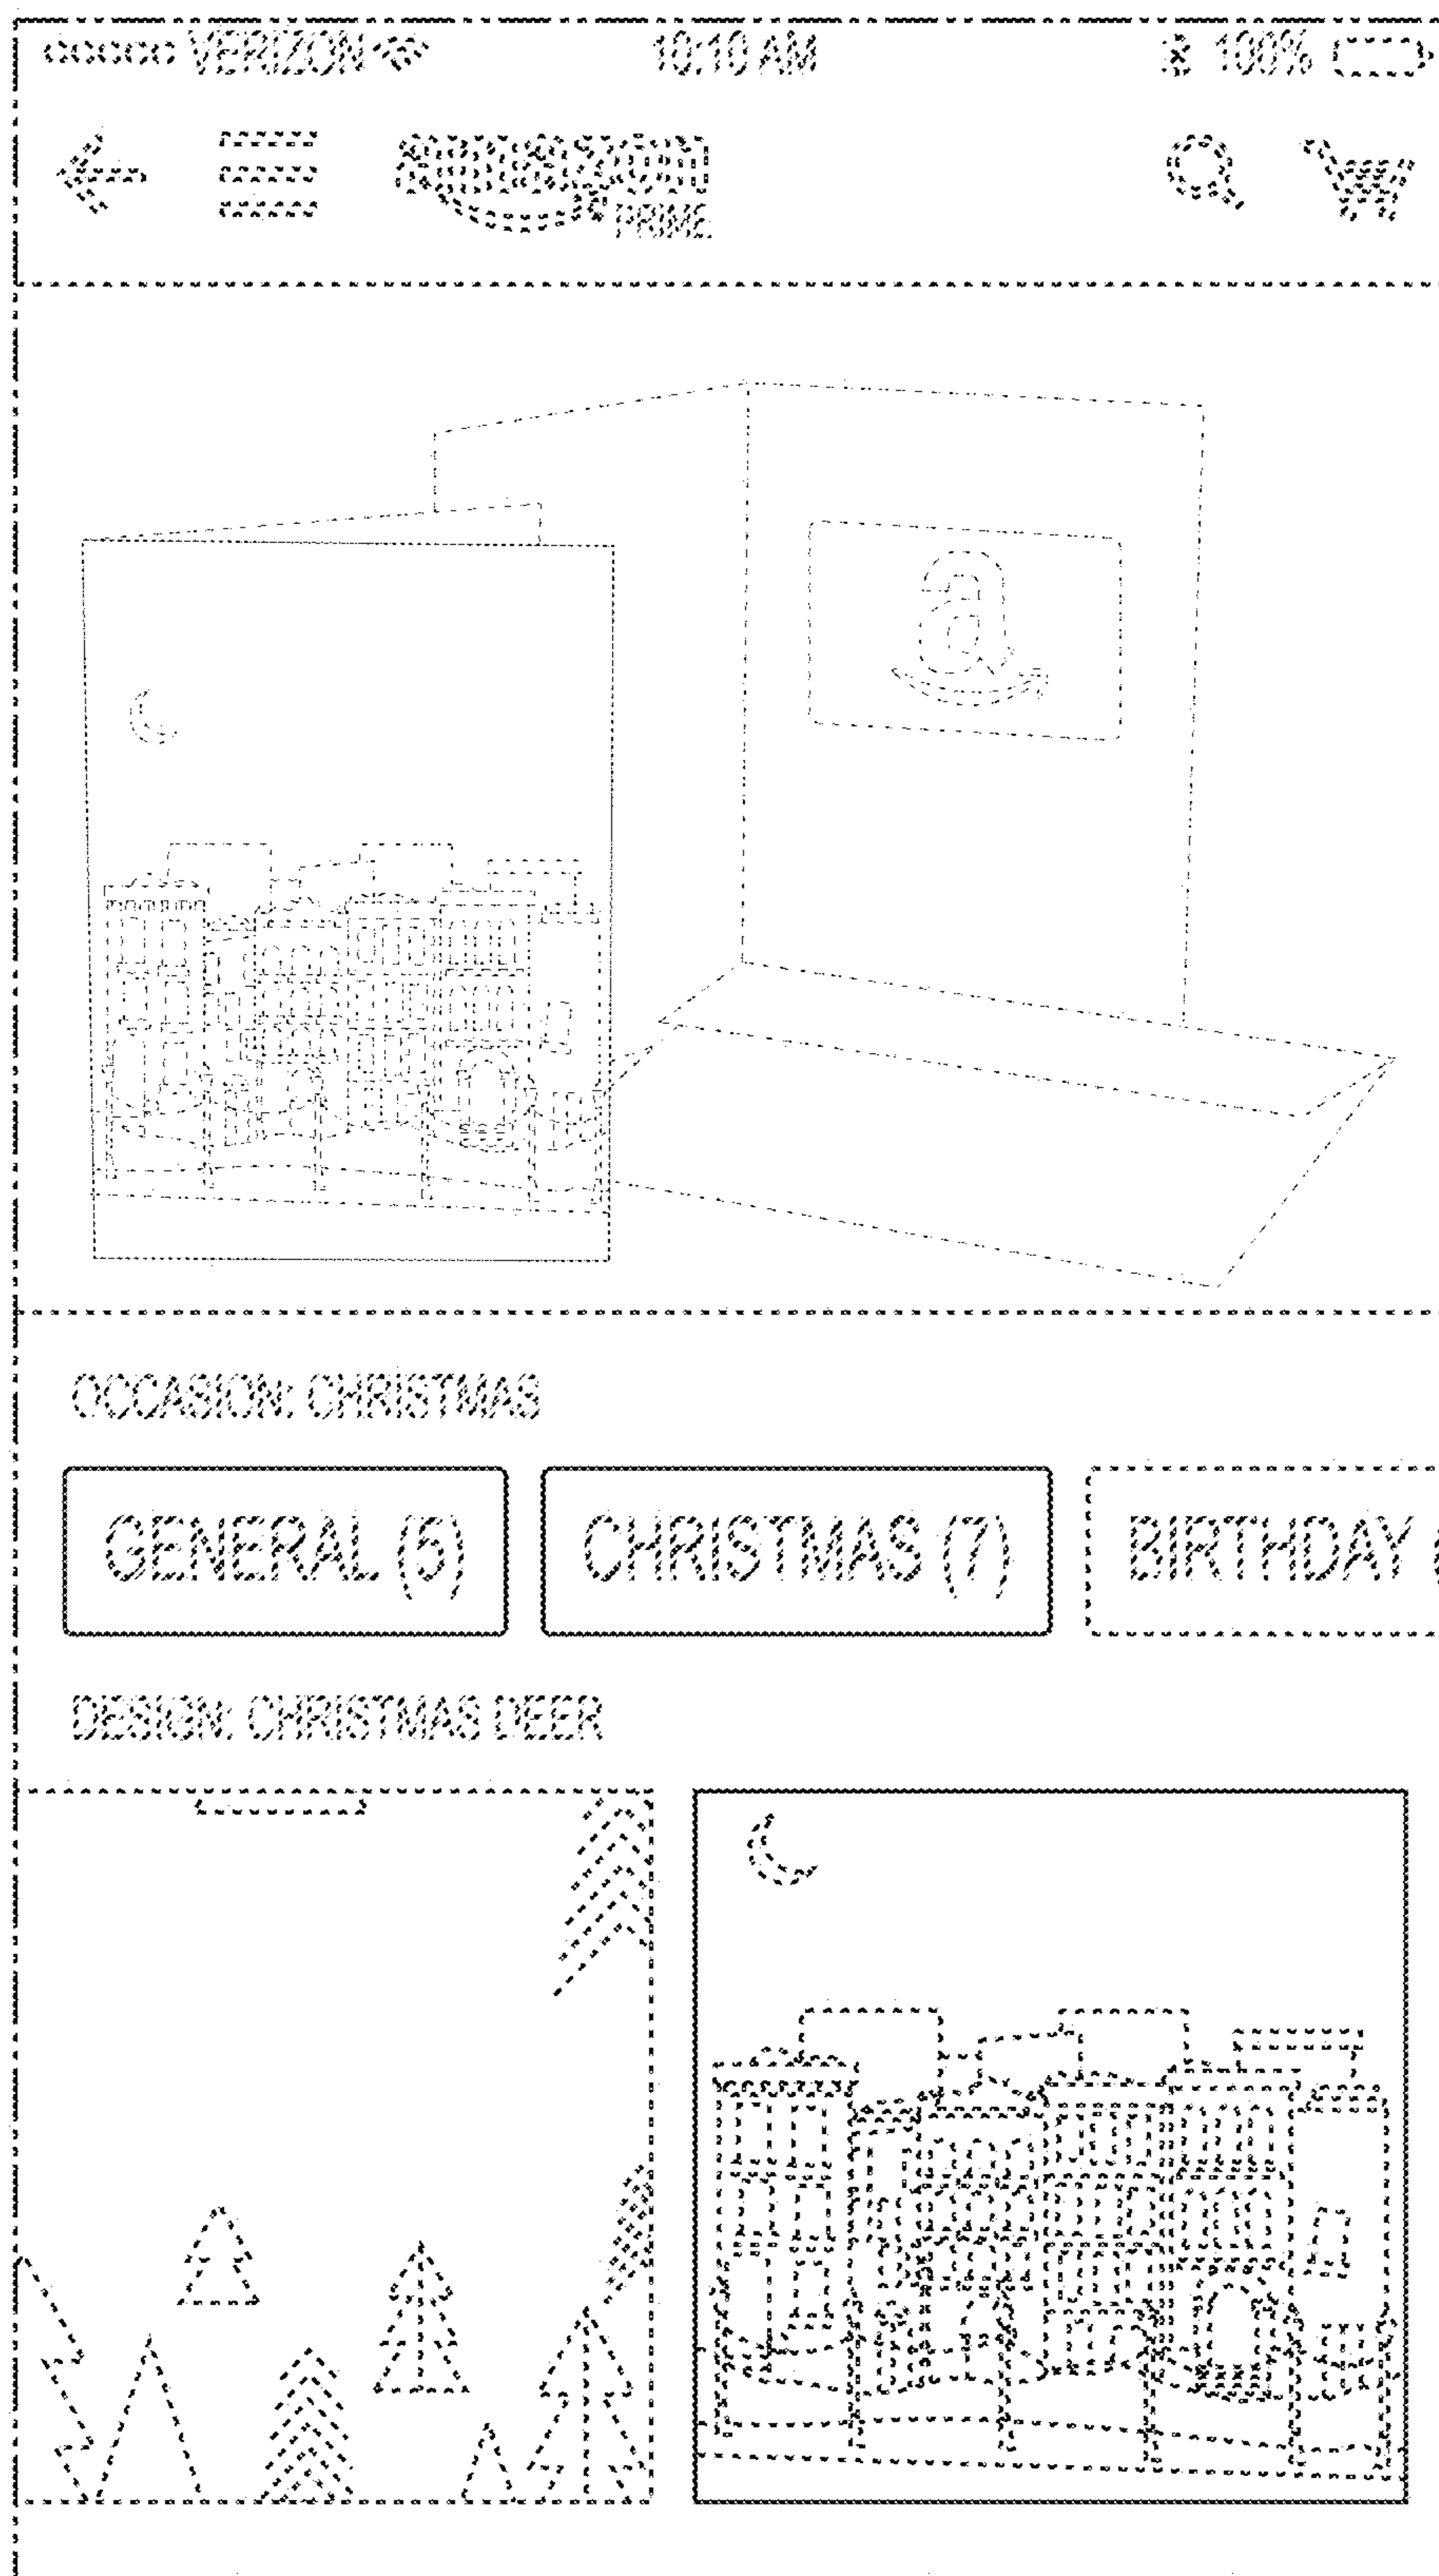 VERIZON 10:10 AM 100%
amazon
PRIME
a
OCCASION: CHRISTMAS
GENERAL (5) CHRISTMAS (7) BIRTHDAY (
DESIGN: CHRISTMAS DEER